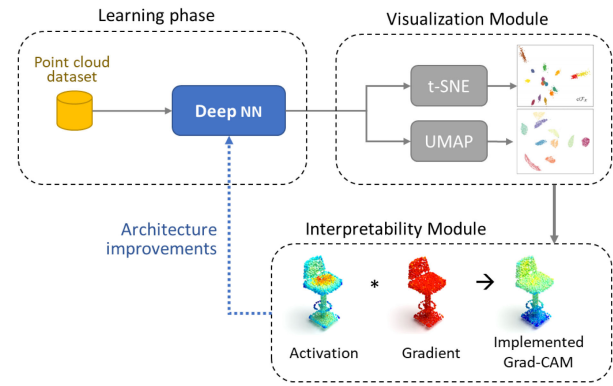 Learning phase
Visualization Module
Point cloud
dataset
Deep NN
t-SNE
UMAP
Architecture
improvements
Interpretability Module
*
→
Activation
Gradient
Implemented
Grad-CAM